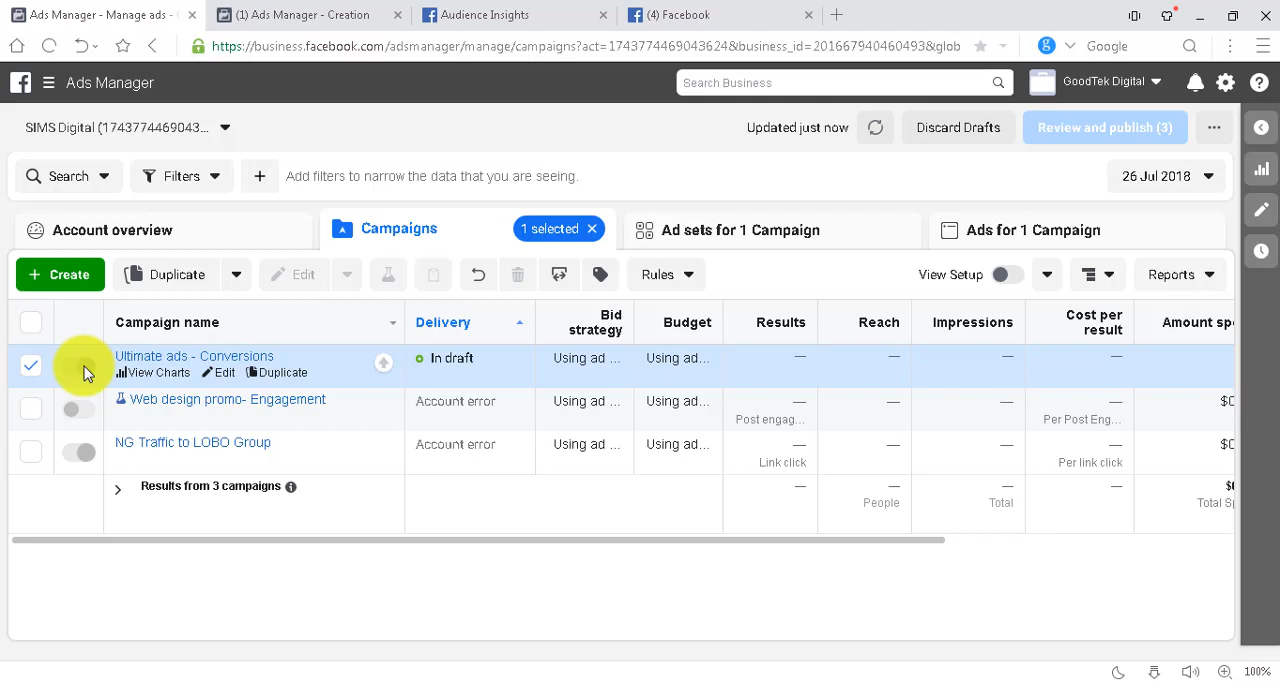 Ads Manager - Manage ads -
(1) Ads Manager - Creation
Audience Insights
(4) Facebook
https://business.facebook.com/adsmanager/manage/campaigns?act=1743774469043624&business_id=201667940460493&glob
Google
Ads Manager
Search Business
GoodTek Digital
SIMS Digital (1743774469043...
Updated just now
Discard Drafts
Review and publish (3)
Search
Filters
Add filters to narrow the data that you are seeing.
26 Jul 2018
Account overview
Campaigns
1 selected
Ad sets for 1 Campaign
Ads for 1 Campaign
+ Create
Duplicate
Edit
Rules
View Setup
Reports
Campaign name
Delivery
Bid strategy
Budget
Results
Reach
Impressions
Cost per result
Amount spe
Ultimate ads - Conversions
View Charts Edit Duplicate
In draft
Using ad ...
Using ad...
—
—
—
—
Web design promo- Engagement
Account error
Using ad ...
Using ad...
—
Post engag...
—
—
—
Per Post Eng...
$0
NG Traffic to LOBO Group
Account error
Using ad ...
Using ad...
—
Link click
—
—
—
Per link click
$0
Results from 3 campaigns
—
—
People
—
Total
—
Total Sp
100%